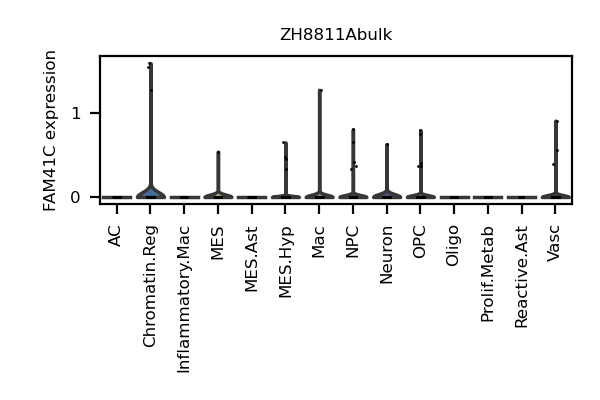 ZH8811Abulk
FAM41C expression
1
0
AC
Chromatin.Reg
Inflammatory.Mac
MES
MES.Ast
MES.Hyp
Mac
NPC
Neuron
OPC
Oligo
Prolif.Metab
Reactive.Ast
Vasc